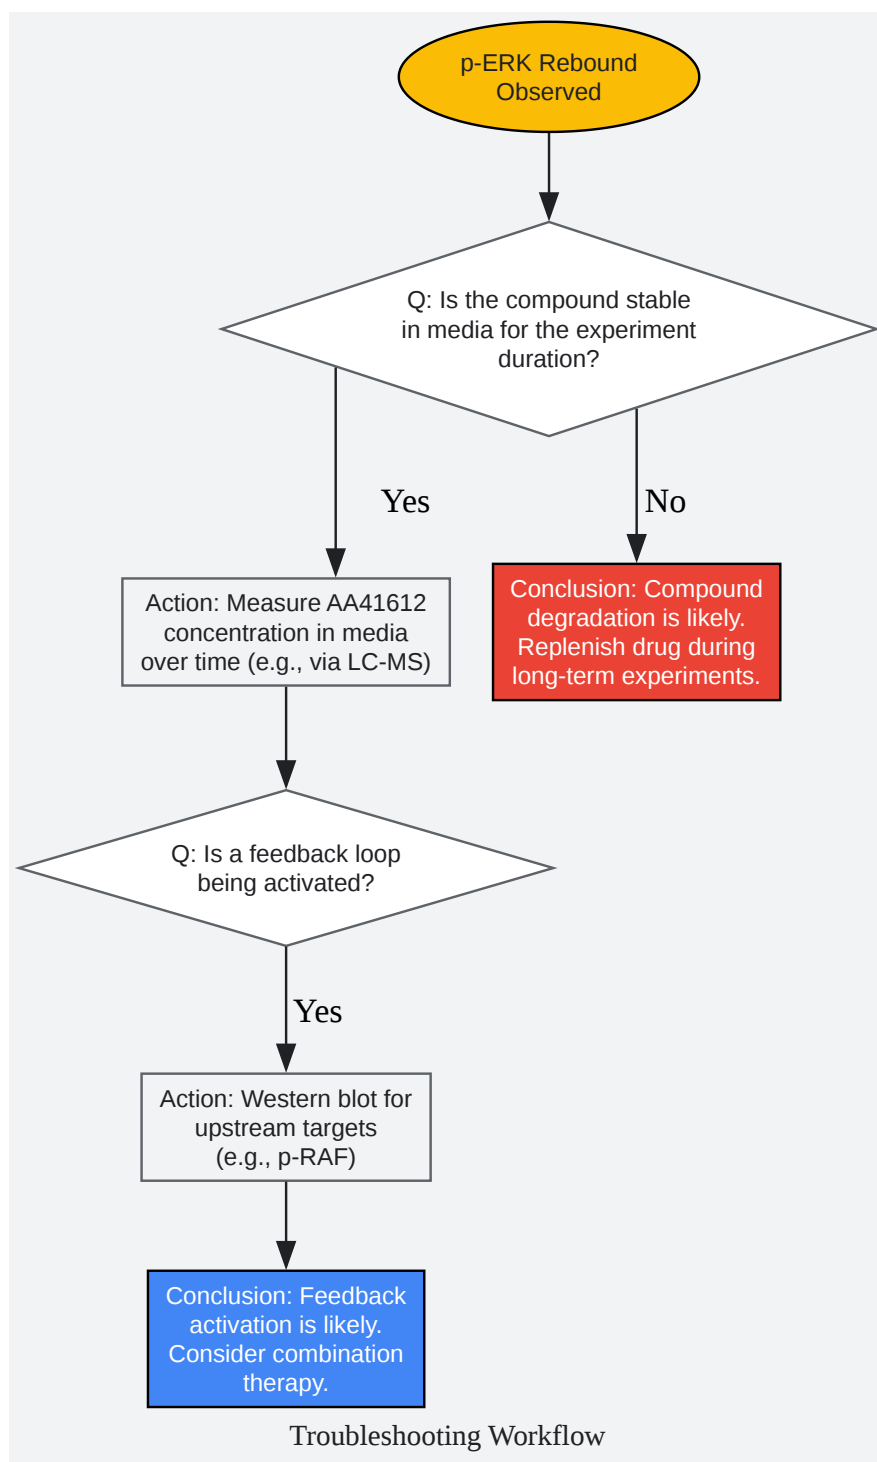 p-ERK Rebound
Observed
Q: Is the compound stable
in media for the experiment
duration?
Yes
No
Action: Measure AA41612
concentration in media
over time (e.g., via LC-MS)
Conclusion: Compound
degradation is likely.
Replenish drug during
long-term experiments.
Q: Is a feedback loop
being activated?
Yes
Action: Western blot for
upstream targets
(e.g., p-RAF)
Conclusion: Feedback
activation is likely.
Consider combination
therapy.
Troubleshooting Workflow